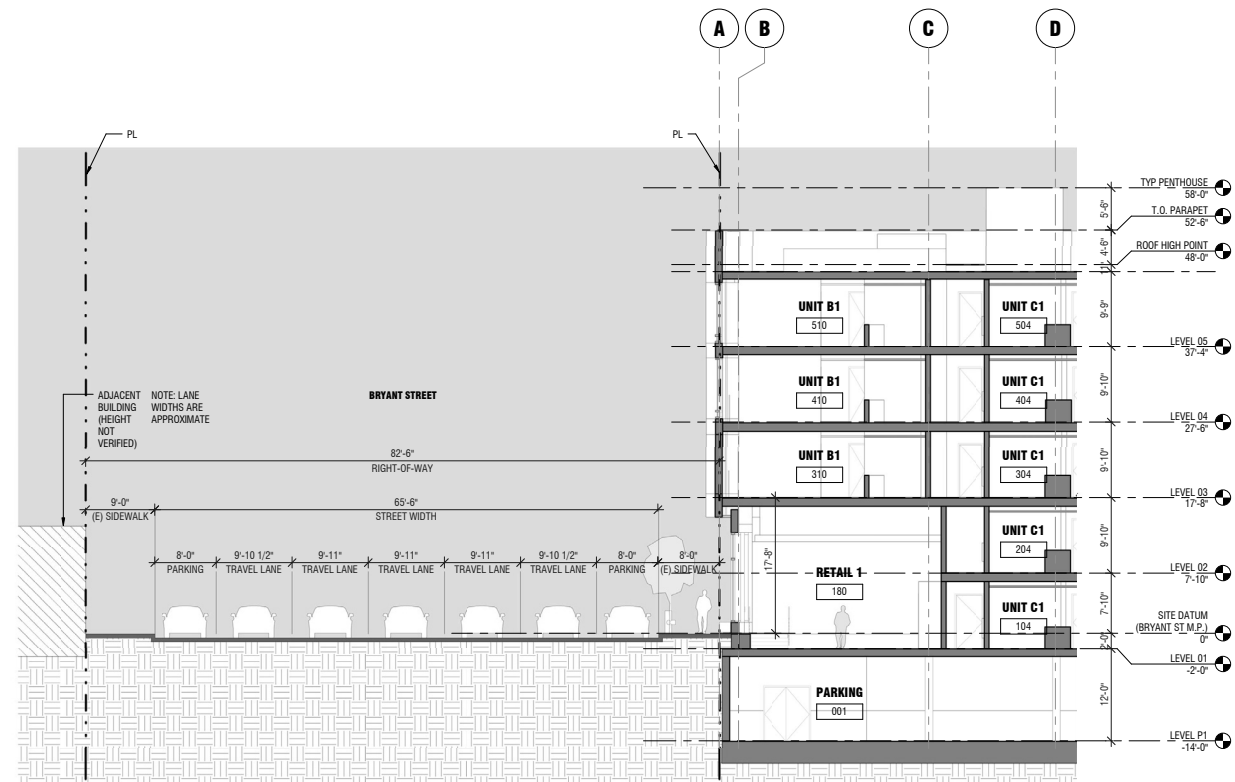 A
B
C
D
PL
PL
TYP PENTHOUSE
58'-0"
5'-6"
T.O. PARAPET
52'-6"
4'-6"
ROOF HIGH POINT
48'-0"
11"
UNIT B1
510
UNIT C1
504
9'-9"
LEVEL 05
37'-4"
ADJACENT
BUILDING
(HEIGHT
NOT
VERIFIED)
NOTE: LANE
WIDTHS ARE
APPROXIMATE
BRYANT STREET
UNIT B1
410
UNIT C1
404
9'-10"
LEVEL 04
27'-6"
82'-6"
RIGHT-OF-WAY
UNIT B1
310
UNIT C1
304
9'-10"
LEVEL 03
17'-8"
9'-0"
(E) SIDEWALK
65'-6"
STREET WIDTH
8'-0"
PARKING
9'-10 1/2"
TRAVEL LANE
9'-11"
TRAVEL LANE
9'-11"
TRAVEL LANE
9'-11"
TRAVEL LANE
9'-10 1/2"
TRAVEL LANE
8'-0"
PARKING
8'-0"
(E) SIDEWALK
17'-8"
RETAIL 1
180
UNIT C1
204
9'-10"
LEVEL 02
7'-10"
UNIT C1
104
7'-10"
SITE DATUM
(BRYANT ST M.P.)
0"
2'-0"
LEVEL 01
-2'-0"
PARKING
001
12'-0"
LEVEL P1
-14'-0"